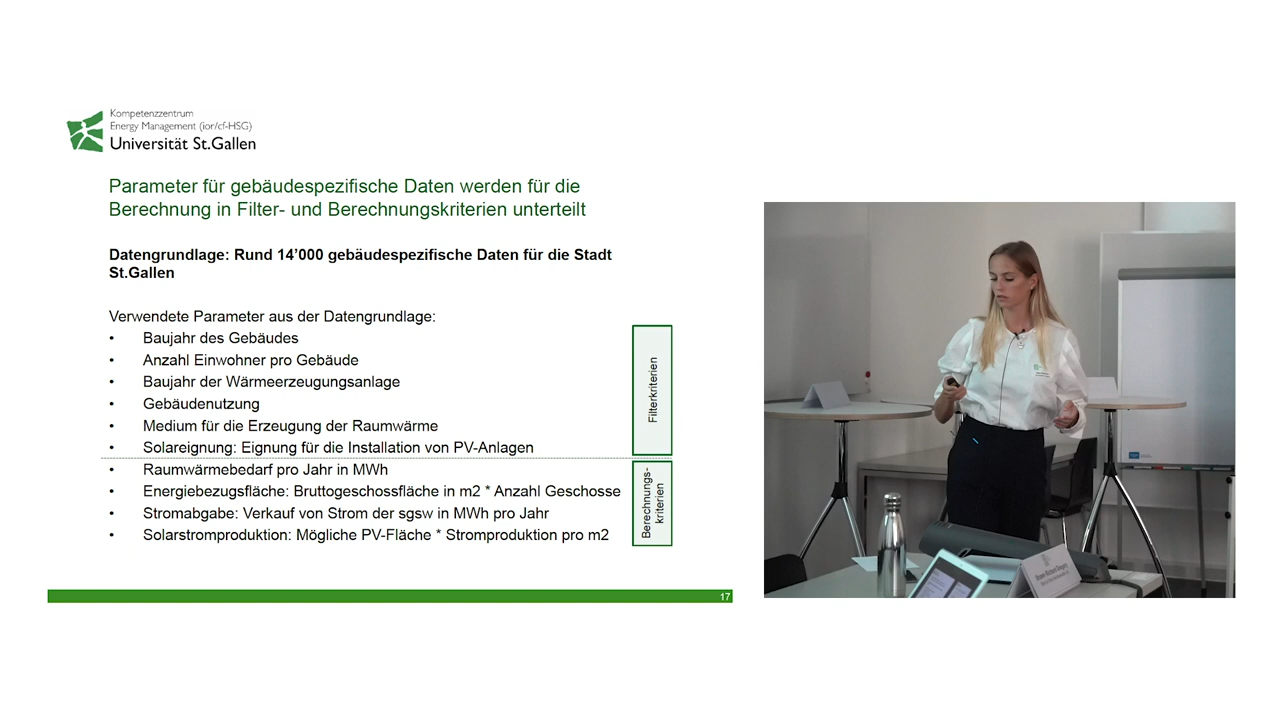 Kompetenzzentrum
Energy Management (ior/cf-HSG)
Universität St.Gallen
Parameter für gebäudespezifische Daten werden für die
Berechnung in Filter- und Berechnungskriterien unterteilt
Datengrundlage: Rund 14’000 gebäudespezifische Daten für die Stadt
St.Gallen
Verwendete Parameter aus der Datengrundlage:
• Baujahr des Gebäudes
• Anzahl Einwohner pro Gebäude
• Baujahr der Wärmeerzeugungsanlage
• Gebäudenutzung
• Medium für die Erzeugung der Raumwärme
• Solareignung: Eignung für die Installation von PV-Anlagen
• Raumwärmebedarf pro Jahr in MWh
• Energiebezugsfläche: Bruttogeschossfläche in m2 * Anzahl Geschosse
• Stromabgabe: Verkauf von Strom der sgsw in MWh pro Jahr
• Solarstromproduktion: Mögliche PV-Fläche * Stromproduktion pro m2
Filterkriterien
Berechnungs-
kriterien
17